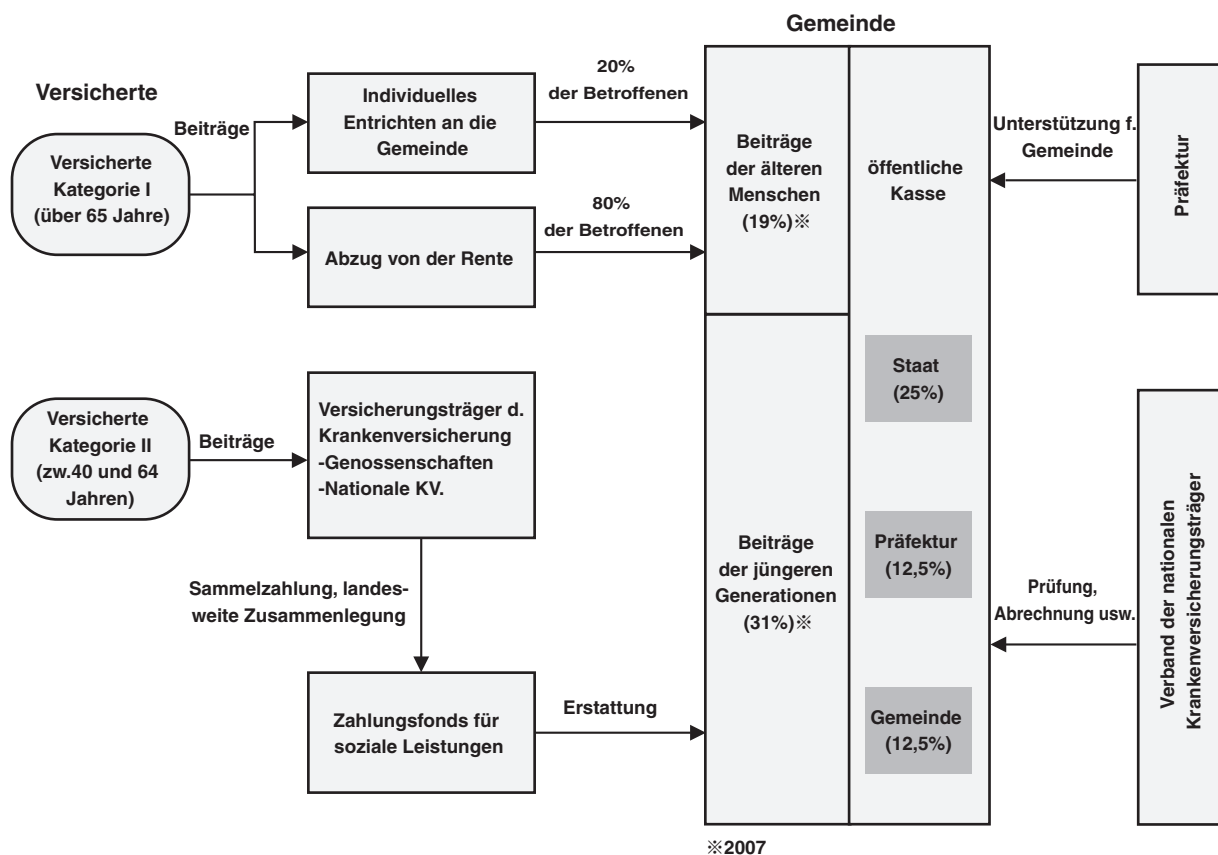 Gemeinde
Versicherte
Versicherte
Kategorie I
(über 65 Jahre)
Beiträge
Individuelles
Entrichten an die
Gemeinde
20%
der Betroffenen
Abzug von der Rente
80%
der Betroffenen
Beiträge
der älteren
Menschen
(19%)※
öffentliche
Kasse
Unterstützung f.
Gemeinde
Präfektur
Versicherte
Kategorie II
(zw.40 und 64
Jahren)
Beiträge
Versicherungsträger d.
Krankenversicherung
-Genossenschaften
-Nationale KV.
Sammelzahlung, landes-
weite Zusammenlegung
Zahlungsfonds für
soziale Leistungen
Erstattung
Beiträge
der jüngeren
Generationen
(31%)※
Staat
(25%)
Präfektur
(12,5%)
Gemeinde
(12,5%)
Prüfung,
Abrechnung usw.
Verband der nationalen
Krankenversicherungsträger
※2007